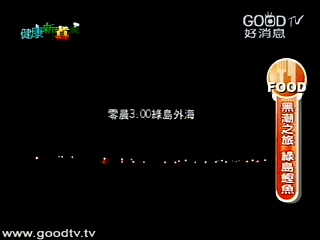 健康新煮流
GOOD TV
好消息
FOOD
黑潮之旅 綠島鰹魚
零晨3:00綠島外海
www.goodtv.tv